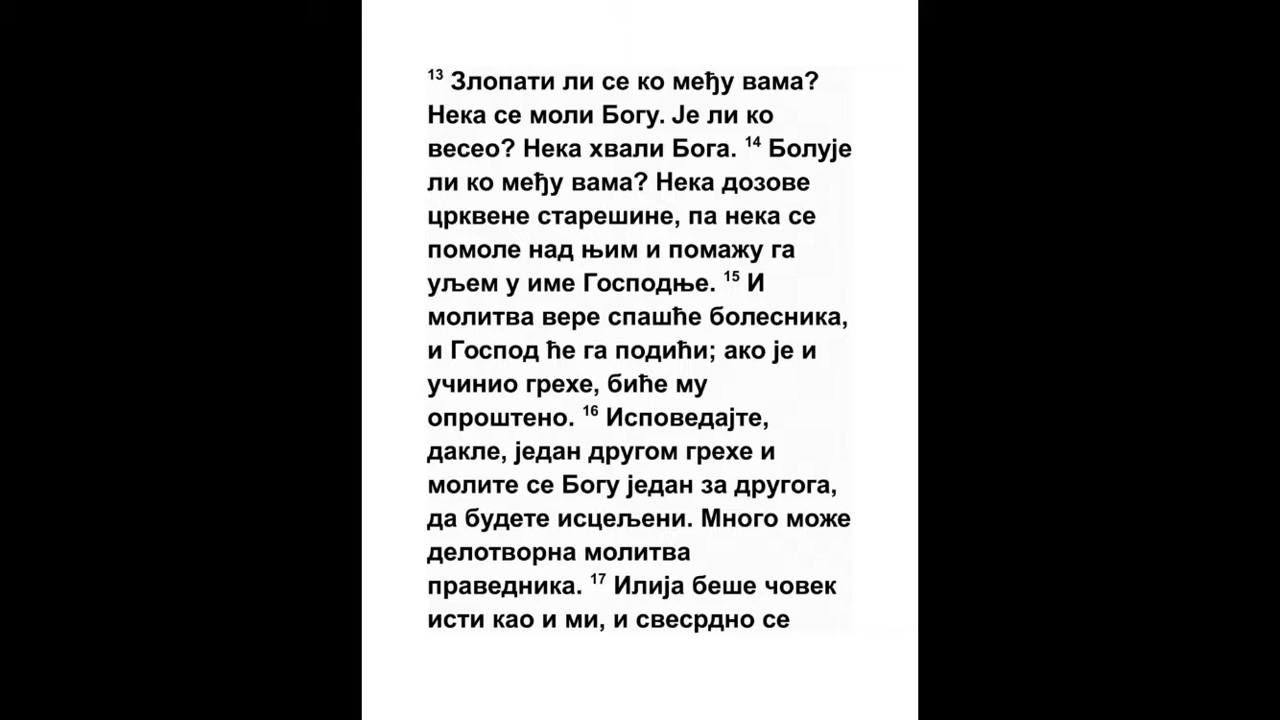 13 Злопати ли се ко међу вама?
Нека се моли Богу. Је ли ко
весео? Нека хвали Бога. 14 Болује
ли ко међу вама? Нека дозове
црквене старешине, па нека се
помоле над њим и помажу га
уљем у име Господње. 15 И
молитва вере спашће болесника,
и Господ ће га подићи; ако је и
учинио грехе, биће му
опроштено. 16 Исповедајте,
дакле, један другом грехе и
молите се Богу један за другога,
да будете исцељени. Много може
делотворна молитва
праведника. 17 Илија беше човек
исти као и ми, и свесрдно се